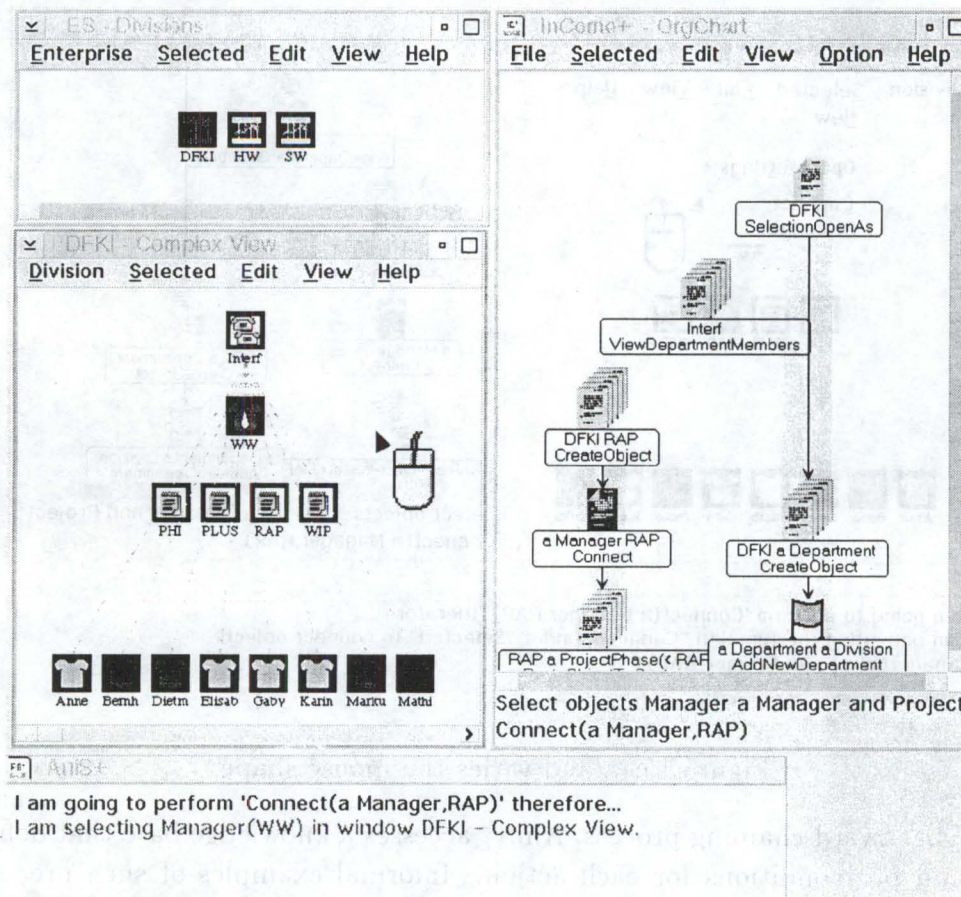 ES - Divisions
Enterprise Selected Edit View Help
DFKI HW SW
DFKI - Complex View
Division Selected Edit View Help
Interf
WW
PHI PLUS RAP WIP
Anne Bernh Dietm Elisab Gaby Karin Marku Mathi
InCome+ - OrgChart
File Selected Edit View Option Help
DFKI
SelectionOpenAs
Interf
ViewDepartmentMembers
DFKI RAP
CreateObject
a Manager RAP
Connect
DFKI a Department
CreateObject
RAP a ProjectPhase(< RAP
a Department a Division
AddNewDepartment
Select objects Manager a Manager and Project
Connect(a Manager,RAP)
AniS+
I am going to perform 'Connect(a Manager,RAP)' therefore...
I am selecting Manager(WW) in window DFKI - Complex View.